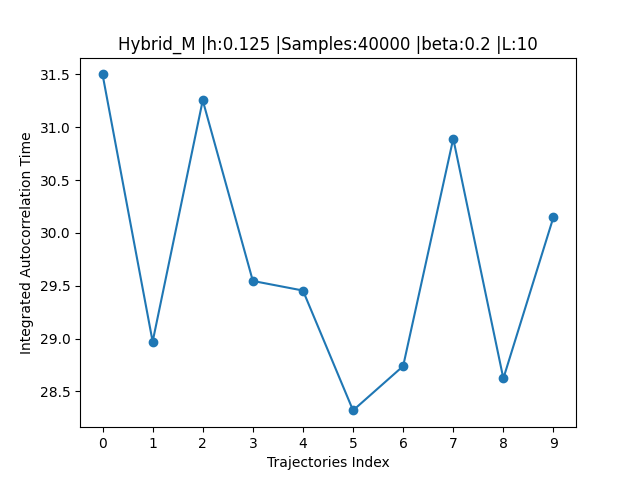 Hybrid_M |h:0.125 |Samples:40000 |beta:0.2 |L:10
31.5
31.0
30.5
30.0
29.5
29.0
28.5
Integrated Autocorrelation Time
0 1 2 3 4 5 6 7 8 9
Trajectories Index